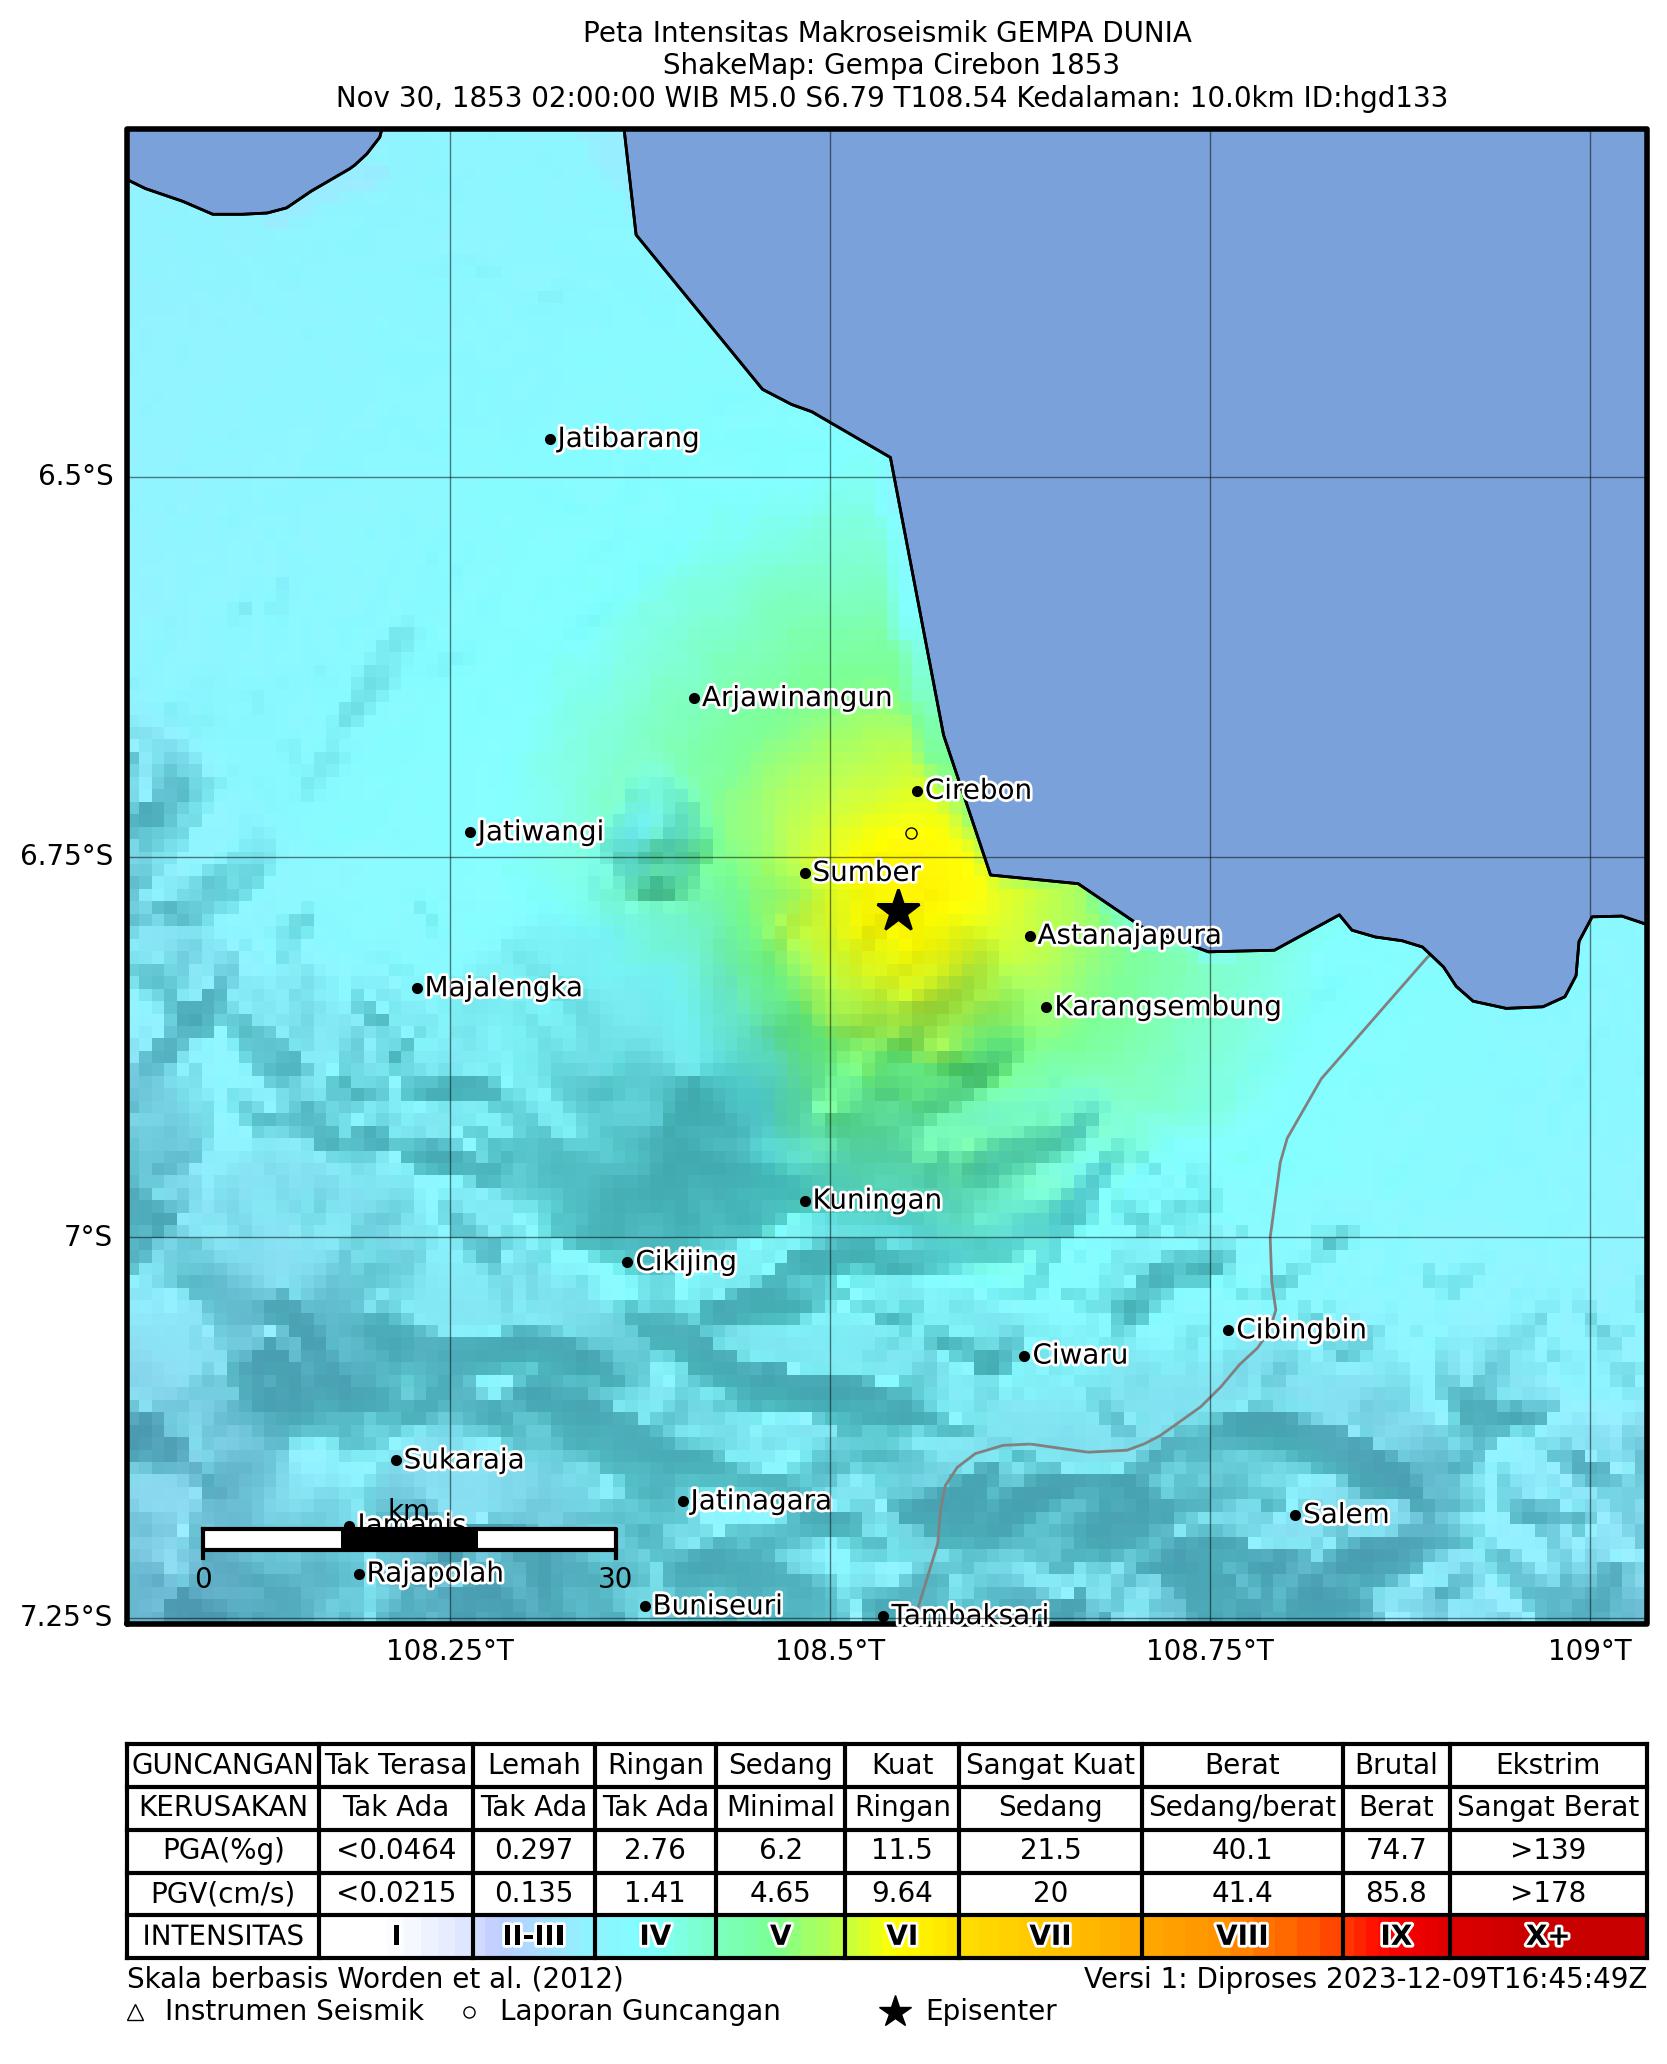 Peta Intensitas Makroseismik GEMPA DUNIA
ShakeMap: Gempa Cirebon 1853
Nov 30, 1853 02:00:00 WIB M5.0 S6.79 T108.54 Kedalaman: 10.0km ID:hgd133
Jatibarang
6.5°S
Arjawinangun
Cirebon
Jatiwangi
6.75°S
Sumber
Astanajapura
Majalengka
Karangsembung
Kuningan
7°S
Cikijing
Cibingbin
Ciwaru
Sukaraja
Jatinagara
km
Salem
Jamanis
Rajapolah
0
30
Buniseuri
7.25°S
Tambaksari
108.25°T 108.5°T 108.75°T 109°T
GUNCANGAN Tak Terasa Lemah Ringan Sedang Kuat Sangat Kuat Berat Brutal Ekstrim
KERUSAKAN Tak Ada Tak Ada Tak Ada Minimal Ringan Sedang Sedang/berat Berat Sangat Berat
PGA(%g) <0.0464 0.297 2.76 6.2 11.5 21.5 40.1 74.7 >139
PGV(cm/s) <0.0215 0.135 1.41 4.65 9.64 20 41.4 85.8 >178
INTENSITAS I II-III IV V VI VII VIII IX X+
Skala berbasis Worden et al. (2012) Versi 1: Diproses 2023-12-09T16:45:49Z
Instrumen Seismik Laporan Guncangan Episenter